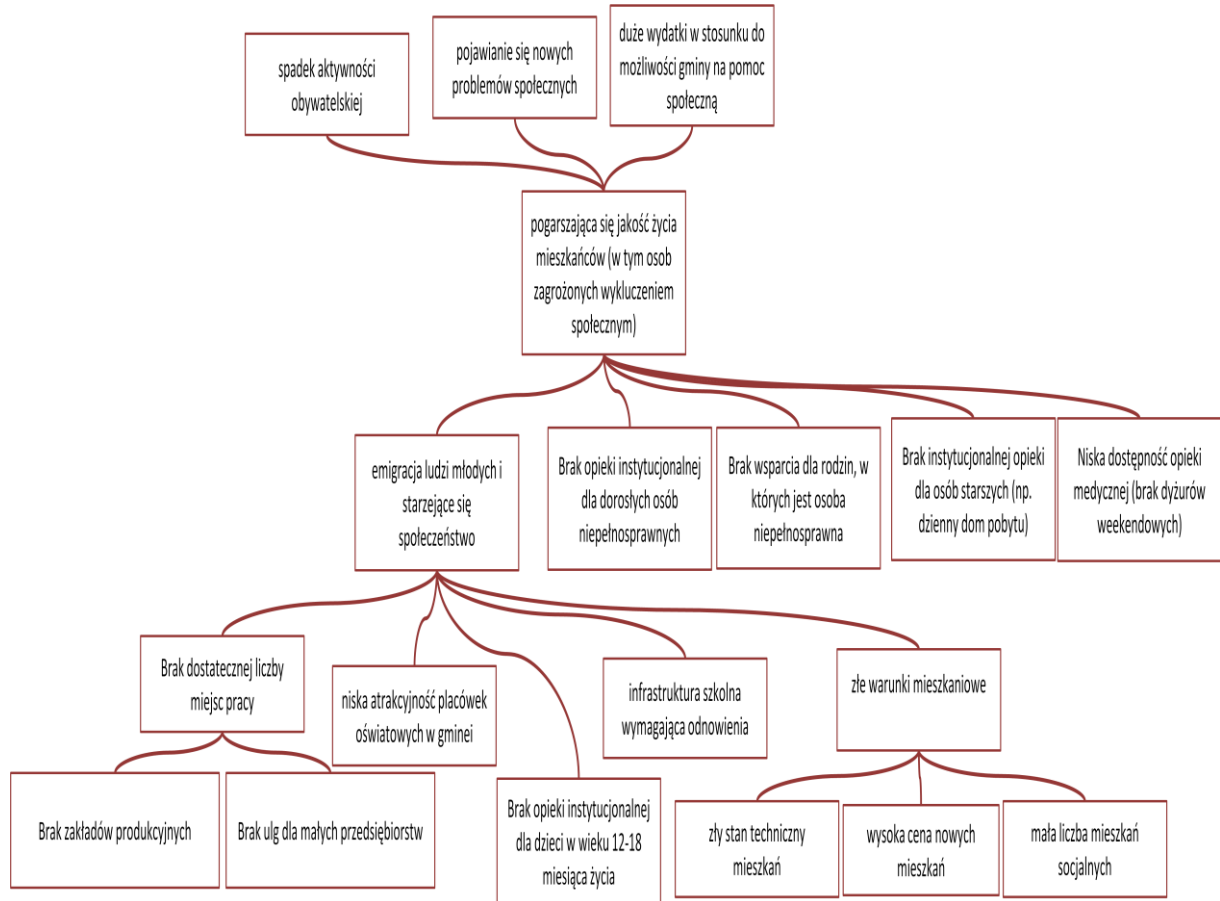 spadek aktywności
obywatelskiej
pojawianie się nowych
problemów społecznych
duże wydatki w stosunku do
możliwości gminy na pomoc
społeczną
pogarszająca się jakość życia
mieszkańców (w tym osob
zagrożonych wykluczeniem
społecznym)
emigracja ludzi młodych i
starzejące się
społeczeństwo
Brak opieki instytucjonalnej
dla dorosłych osób
niepełnosprawnych
Brak wsparcia dla rodzin, w
których jest osoba
niepełnosprawna
Brak instytucjonalnej opieki
dla osób starszych (np.
dzienny dom pobytu)
Niska dostępność opieki
medycznej (brak dyżurów
weekendowych)
Brak dostatecznej liczby
miejsc pracy
niska atrakcyjność placówek
oświatowych w gminei
infrastruktura szkolna
wymagająca odnowienia
złe warunki mieszkaniowe
Brak zakładów produkcyjnych
Brak ulg dla małych przedsiębiorstw
Brak opieki instytucjonalnej
dla dzieci w wieku 12-18
miesiąca życia
zły stan techniczny
mieszkań
wysoka cena nowych
mieszkań
mała liczba mieszkań
socjalnych